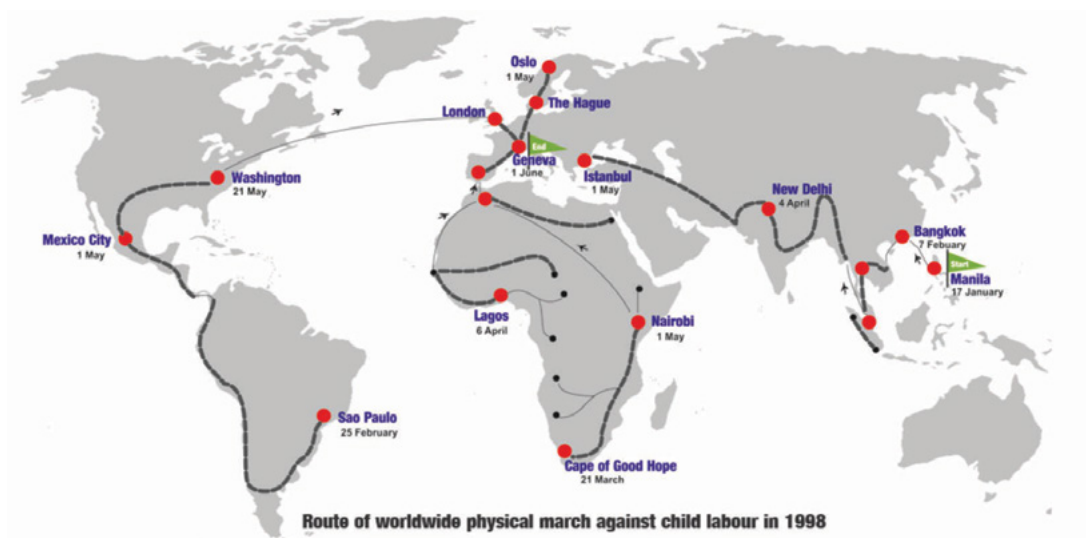 Oslo
1 May
The Hague
London
End
Geneva
1 June
Istanbul
1 May
Washington
21 May
New Delhi
4 April
Mexico City
1 May
Bangkok
7 Febuary
Start
Manila
17 January
Lagos
6 April
Nairobi
1 May
Sao Paulo
25 February
Cape of Good Hope
21 March
Route of worldwide physical march against child labour in 1998